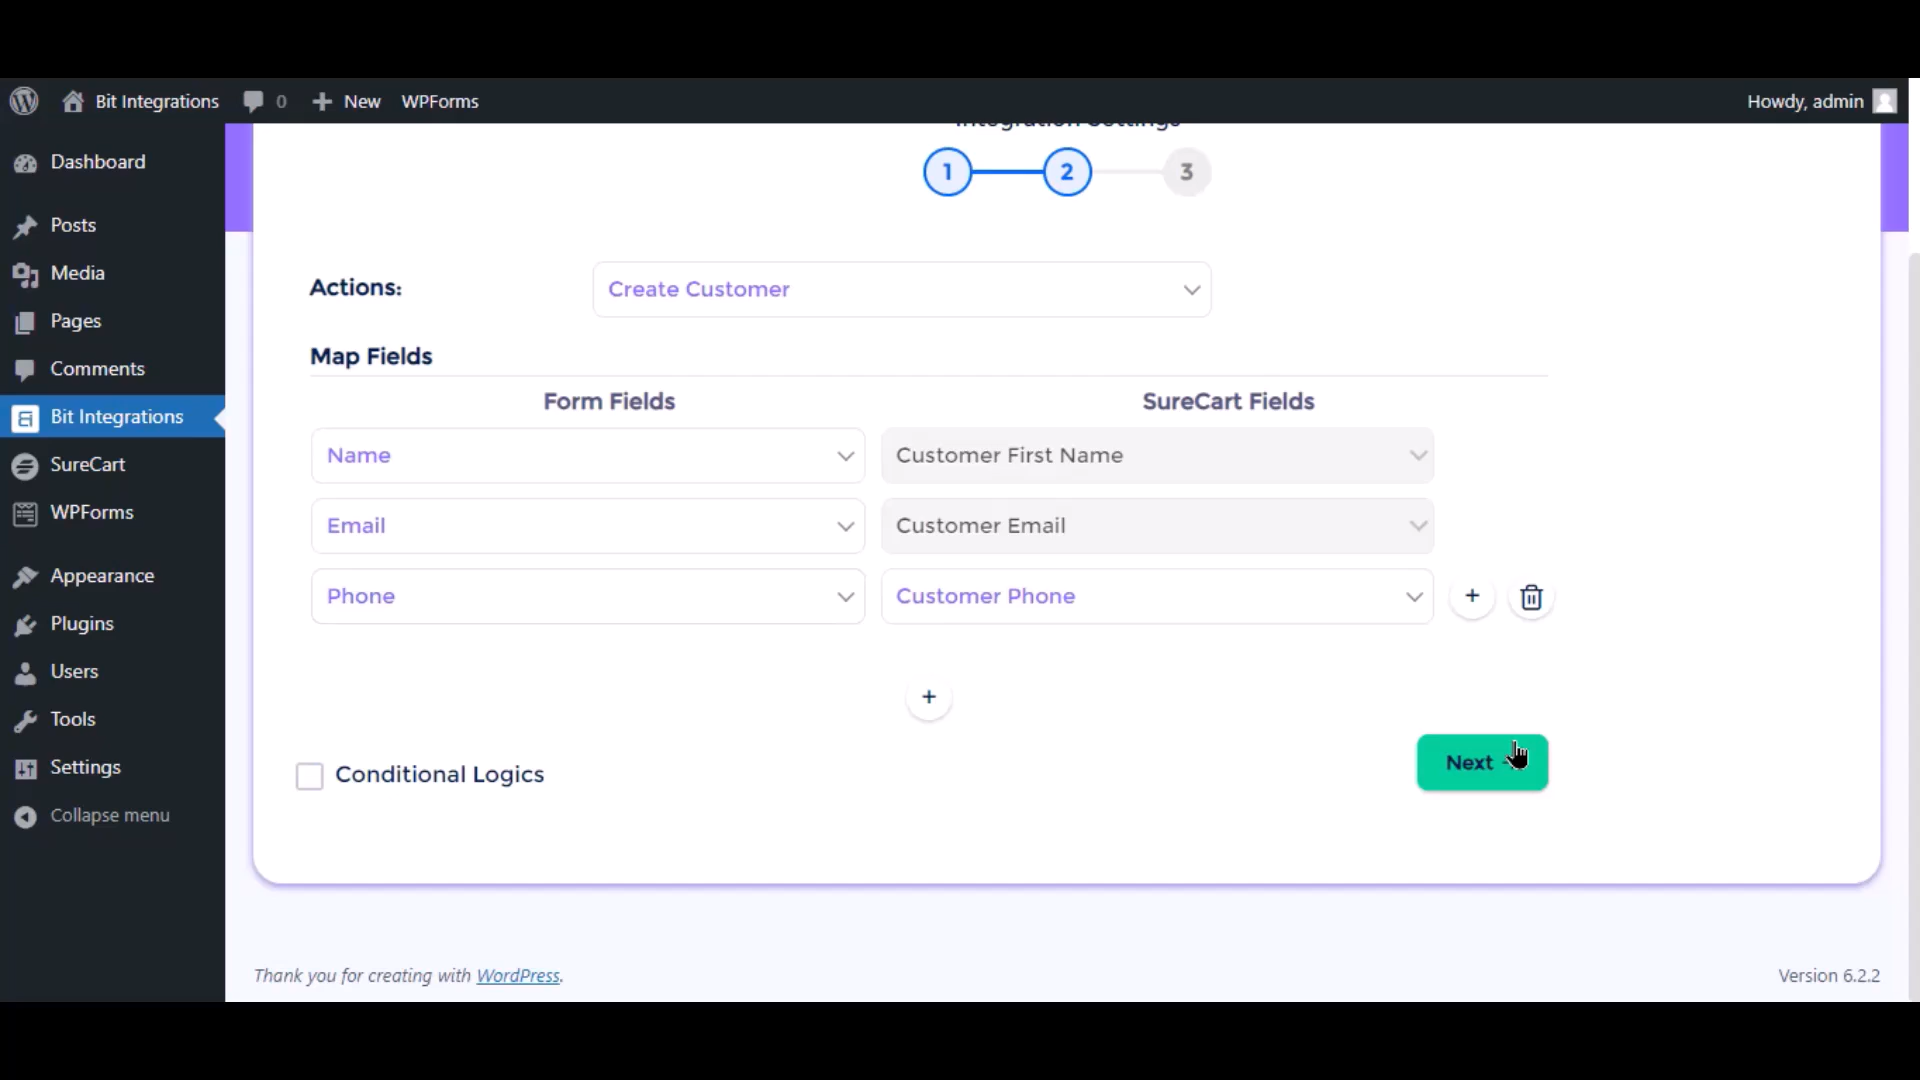 Bit Integrations 0 New WPForms Howdy, admin
Integration Settings
1 2 3
Dashboard
Posts
Media
Pages
Comments
Bit Integrations
SureCart
WPForms
Appearance
Plugins
Users
Tools
Settings
Collapse menu
Actions: Create Customer
Map Fields
Form Fields SureCart Fields
Name Customer First Name
Email Customer Email
Phone Customer Phone
Conditional Logics
Next
Thank you for creating with WordPress.
Version 6.2.2